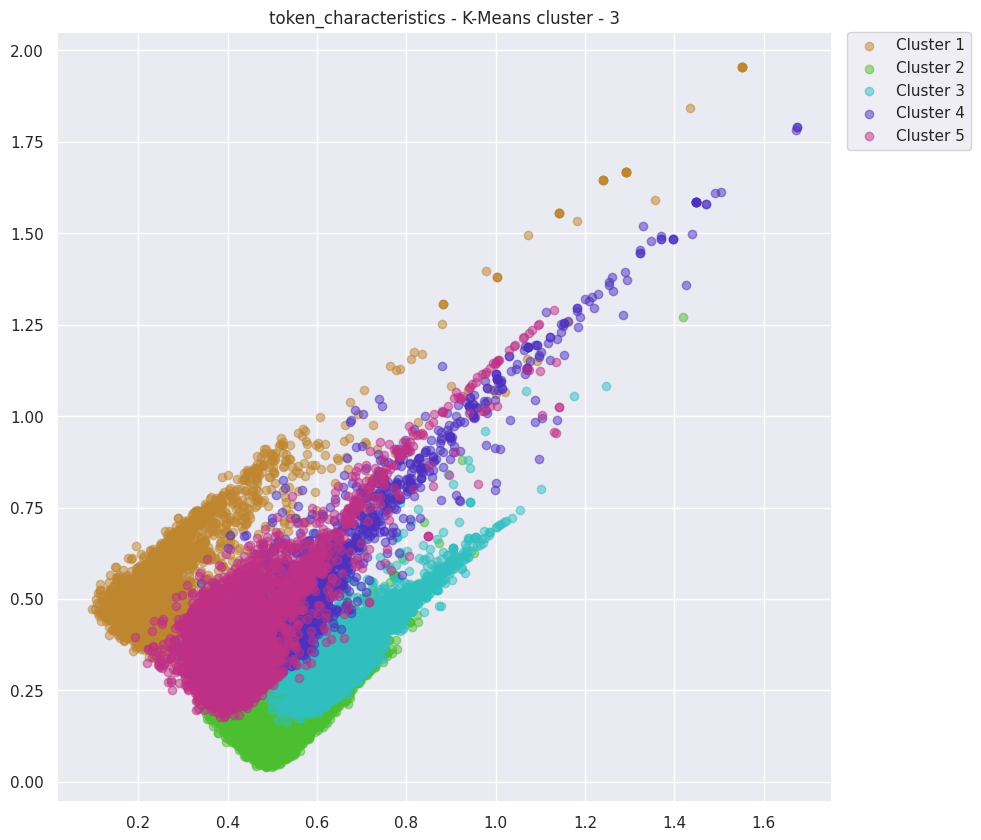 token_characteristics - K-Means cluster - 3
2.00
1.75
1.50
1.25
1.00
0.75
0.50
0.25
0.00
0.2 0.4 0.6 0.8 1.0 1.2 1.4 1.6
Cluster 1
Cluster 2
Cluster 3
Cluster 4
Cluster 5